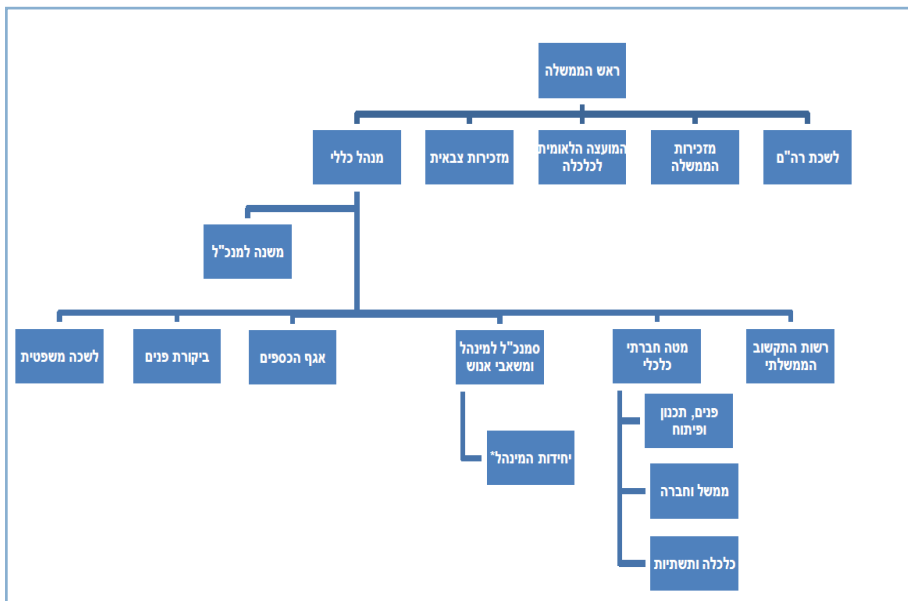 ראש הממשלה
לשכת רה"ם
מזכירות
הממשלה
המועצה הלאומית
לכלכלה
מזכירות צבאית
מנהל כללי
משנה למנכ"ל
רשות התקשוב
הממשלתי
מטה חברתי
כלכלי
סמנכ"ל למינהל
ומשאבי אנוש
אגף הכספים
ביקורת פנים
לשכה משפטית
פנים, תכנון
ופיתוח
יחידות המינהל*
ממשל וחברה
כלכלה ותשתיות